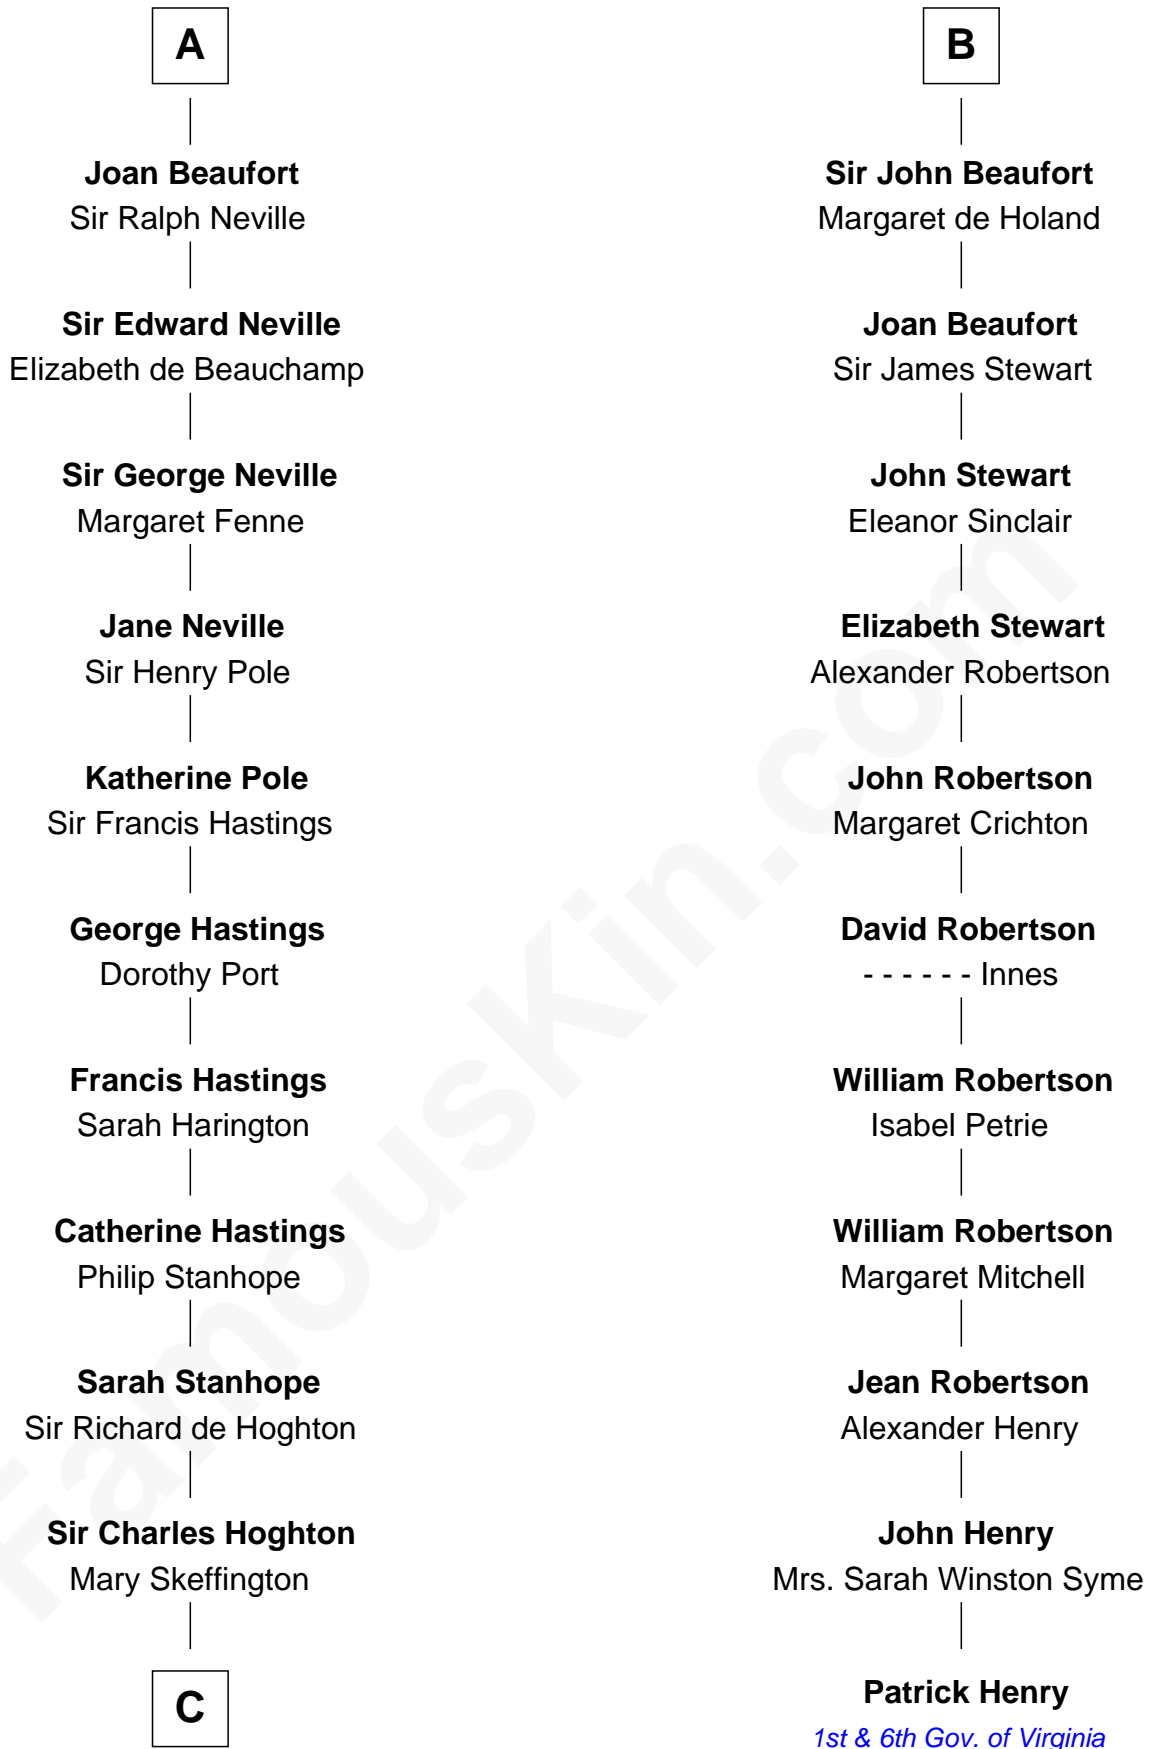 A
Joan Beaufort
Sir Ralph Neville
Sir Edward Neville
Elizabeth de Beauchamp
Sir George Neville
Margaret Fenne
Jane Neville
Sir Henry Pole
Katherine Pole
Sir Francis Hastings
George Hastings
Dorothy Port
Francis Hastings
Sarah Harington
Catherine Hastings
Philip Stanhope
Sarah Stanhope
Sir Richard de Hoghton
Sir Charles Hoghton
Mary Skeffington
C
B
Sir John Beaufort
Margaret de Holand
Joan Beaufort
Sir James Stewart
John Stewart
Eleanor Sinclair
Elizabeth Stewart
Alexander Robertson
John Robertson
Margaret Crichton
David Robertson
- - - - - - Innes
William Robertson
Isabel Petrie
William Robertson
Margaret Mitchell
Jean Robertson
Alexander Henry
John Henry
Mrs. Sarah Winston Syme
Patrick Henry
1st & 6th Gov. of Virginia
FamousKin.com